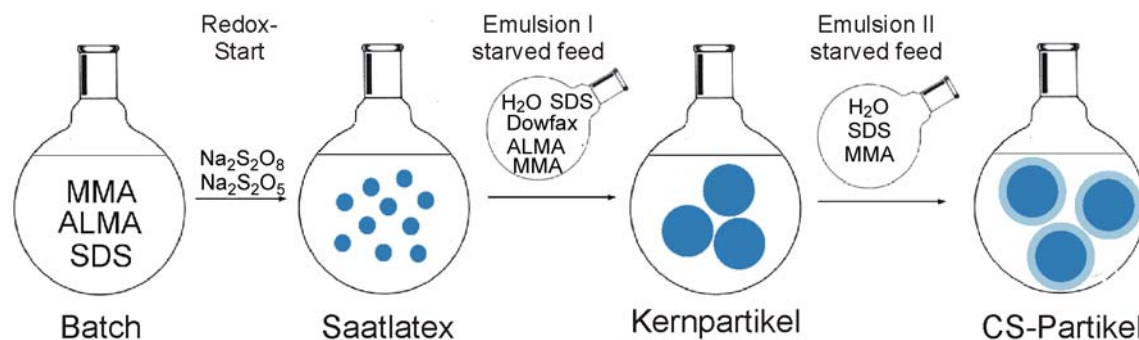 Redox-
Start
Emulsion I
starved feed
Emulsion II
starved feed
H₂O SDS
Dowfax
ALMA
MMA
H₂O
SDS
MMA
Na₂S₂O₈
Na₂S₂O₅
MMA
ALMA
SDS
Batch
Saatlatex
Kernpartikel
CS-Partikel